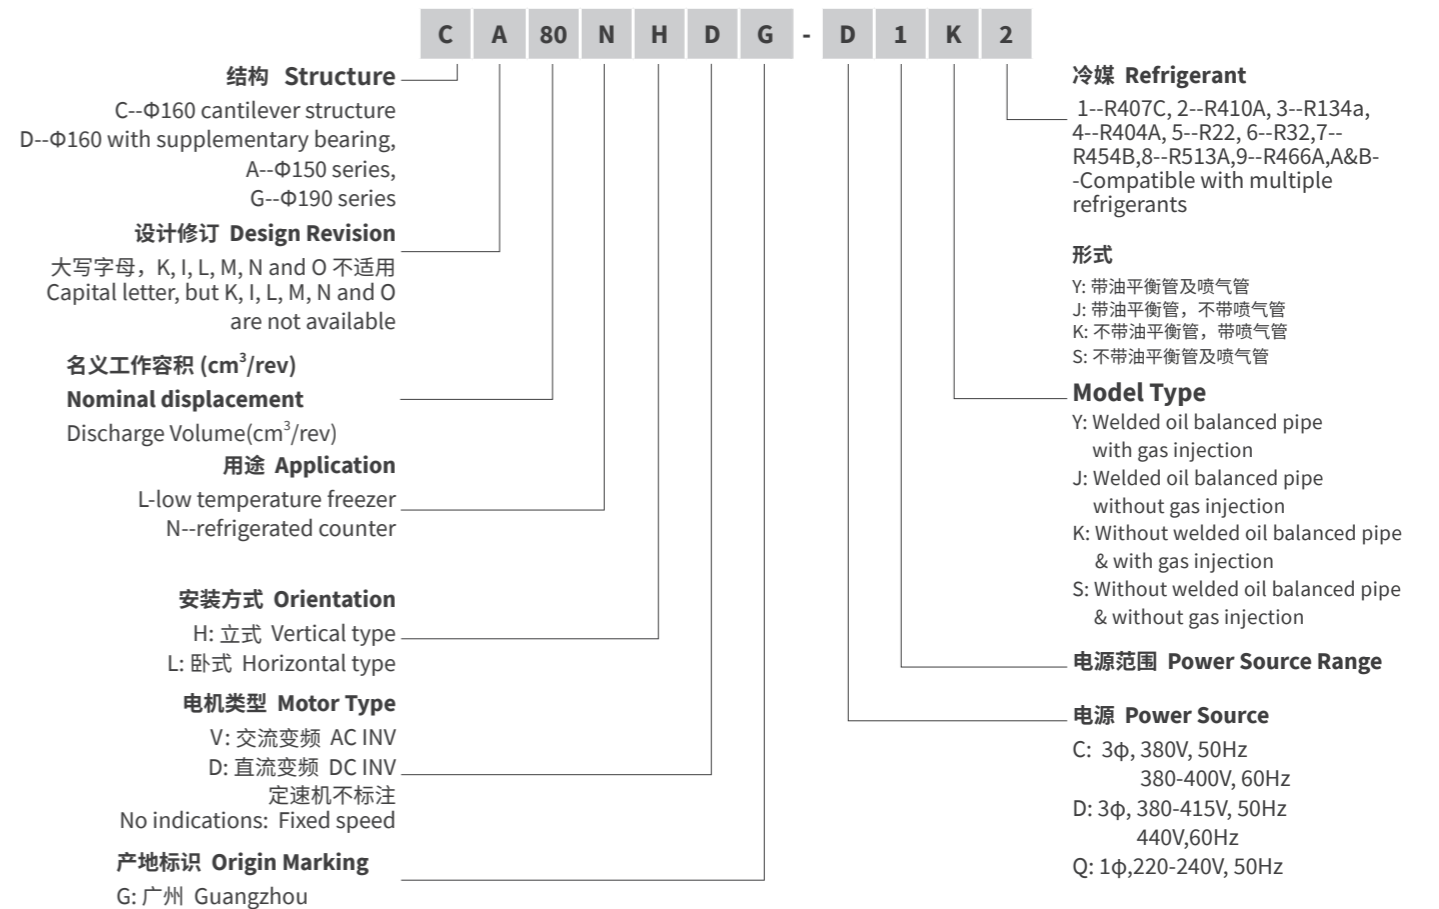 C A 80 N H D G - D 1 K 2
结构 Structure
C--Φ160 cantilever structure
D--Φ160 with supplementary bearing,
A--Φ150 series,
G--Φ190 series
设计修订 Design Revision
大写字母，K, I, L, M, N and O 不适用
Capital letter, but K, I, L, M, N and O
are not available
名义工作容积 (cm³/rev)
Nominal displacement
Discharge Volume(cm³/rev)
用途 Application
L-low temperature freezer
N--refrigerated counter
安装方式 Orientation
H: 立式 Vertical type
L: 卧式 Horizontal type
电机类型 Motor Type
V: 交流变频 AC INV
D: 直流变频 DC INV
定速机不标注
No indications: Fixed speed
产地标识 Origin Marking
G: 广州 Guangzhou
冷媒 Refrigerant
1--R407C, 2--R410A, 3--R134a,
4--R404A, 5--R22, 6--R32,7--
R454B,8--R513A,9--R466A,A&B-
-Compatible with multiple
refrigerants
形式
Y: 带油平衡管及喷气管
J: 带油平衡管，不带喷气管
K: 不带油平衡管，带喷气管
S: 不带油平衡管及喷气管
Model Type
Y: Welded oil balanced pipe
with gas injection
J: Welded oil balanced pipe
without gas injection
K: Without welded oil balanced pipe
& with gas injection
S: Without welded oil balanced pipe
& without gas injection
电源范围 Power Source Range
电源 Power Source
C: 3ф, 380V, 50Hz
380-400V, 60Hz
D: 3ф, 380-415V, 50Hz
440V,60Hz
Q: 1ф,220-240V, 50Hz